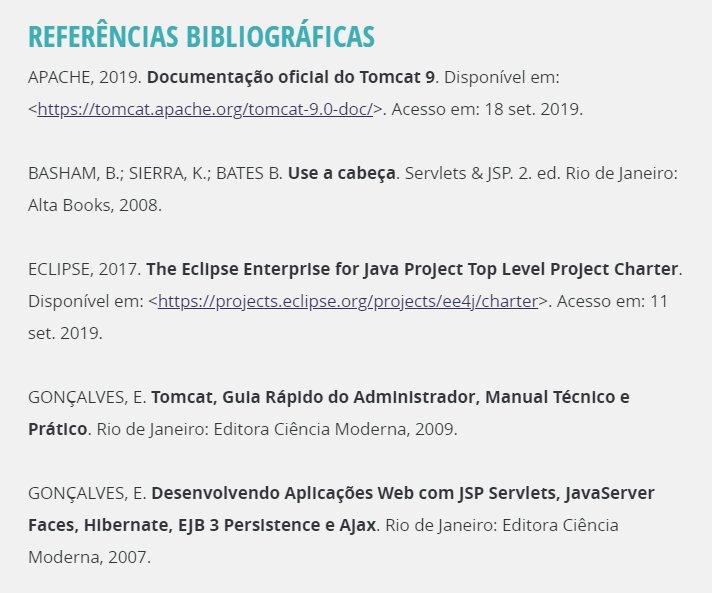 REFERÊNCIAS BIBLIOGRÁFICAS
APACHE, 2019. Documentação oficial do Tomcat 9. Disponível em:
<https://tomcat.apache.org/tomcat-9.0-doc/>. Acesso em: 18 set. 2019.
BASHAM, B.; SIERRA, K.; BATES B. Use a cabeça. Servlets & JSP. 2. ed. Rio de Janeiro:
Alta Books, 2008.
ECLIPSE, 2017. The Eclipse Enterprise for Java Project Top Level Project Charter.
Disponível em: <https://projects.eclipse.org/projects/ee4j/charter>. Acesso em: 11
set. 2019.
GONÇALVES, E. Tomcat, Guia Rápido do Administrador, Manual Técnico e
Prático. Rio de Janeiro: Editora Ciência Moderna, 2009.
GONÇALVES, E. Desenvolvendo Aplicações Web com JSP Servlets, JavaServer
Faces, Hibernate, EJB 3 Persistence e Ajax. Rio de Janeiro: Editora Ciência
Moderna, 2007.